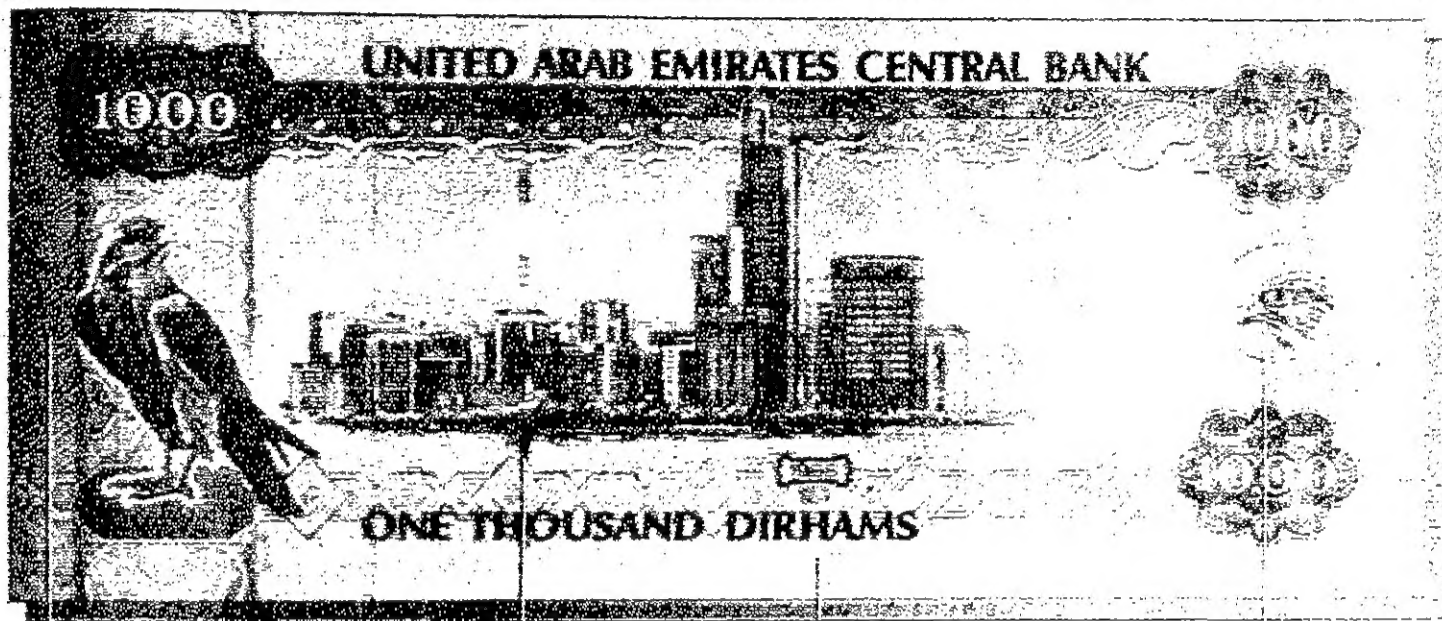 UNITED ARAB EMIRATES CENTRAL BANK
1000
1000
1000
ONE THOUSAND DIRHAMS